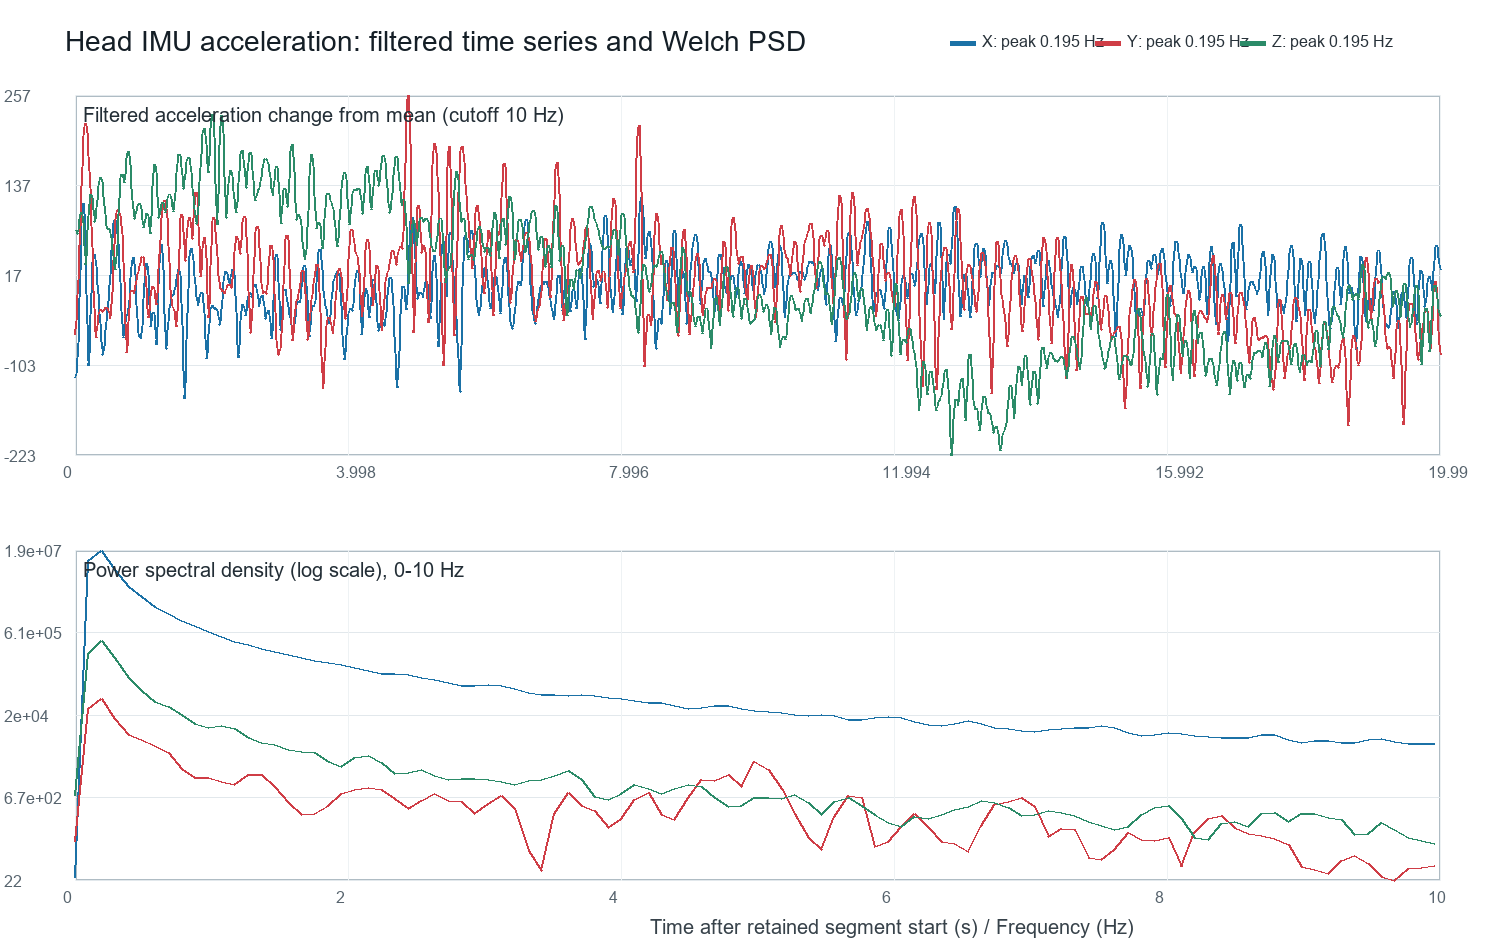 Head IMU acceleration: filtered time series and Welch PSD
X: peak 0.195 Hz Y: peak 0.195 Hz Z: peak 0.195 Hz
Filtered acceleration change from mean (cutoff 10 Hz)
257
137
17
-103
-223
0 3.998 7.996 11.994 15.992 19.99
Power spectral density (log scale), 0-10 Hz
1.9e+07
6.1e+05
2e+04
6.7e+02
22
0 2 4 6 8 10
Time after retained segment start (s) / Frequency (Hz)